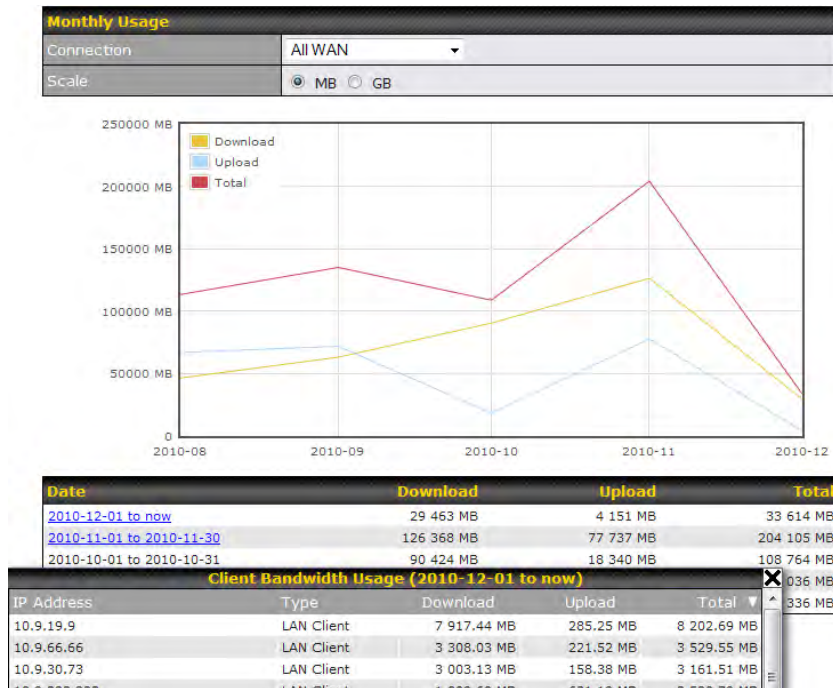 Monthly Usage
Connection All WAN
Scale MB GB
250000 MB
200000 MB
150000 MB
100000 MB
50000 MB
0
Download
Upload
Total
2010-08 2010-09 2010-10 2010-11 2010-12
Date Download Upload Total
2010-12-01 to now 29 463 MB 4 151 MB 33 614 MB
2010-11-01 to 2010-11-30 126 368 MB 77 737 MB 204 105 MB
2010-10-01 to 2010-10-31 90 424 MB 18 340 MB 108 764 MB
036 MB
336 MB
Client Bandwidth Usage (2010-12-01 to now)
IP Address Type Download Upload Total
10.9.19.9 LAN Client 7 917.44 MB 285.25 MB 8 202.69 MB
10.9.66.66 LAN Client 3 308.03 MB 221.52 MB 3 529.55 MB
10.9.30.73 LAN Client 3 003.13 MB 158.38 MB 3 161.51 MB
LAN Client